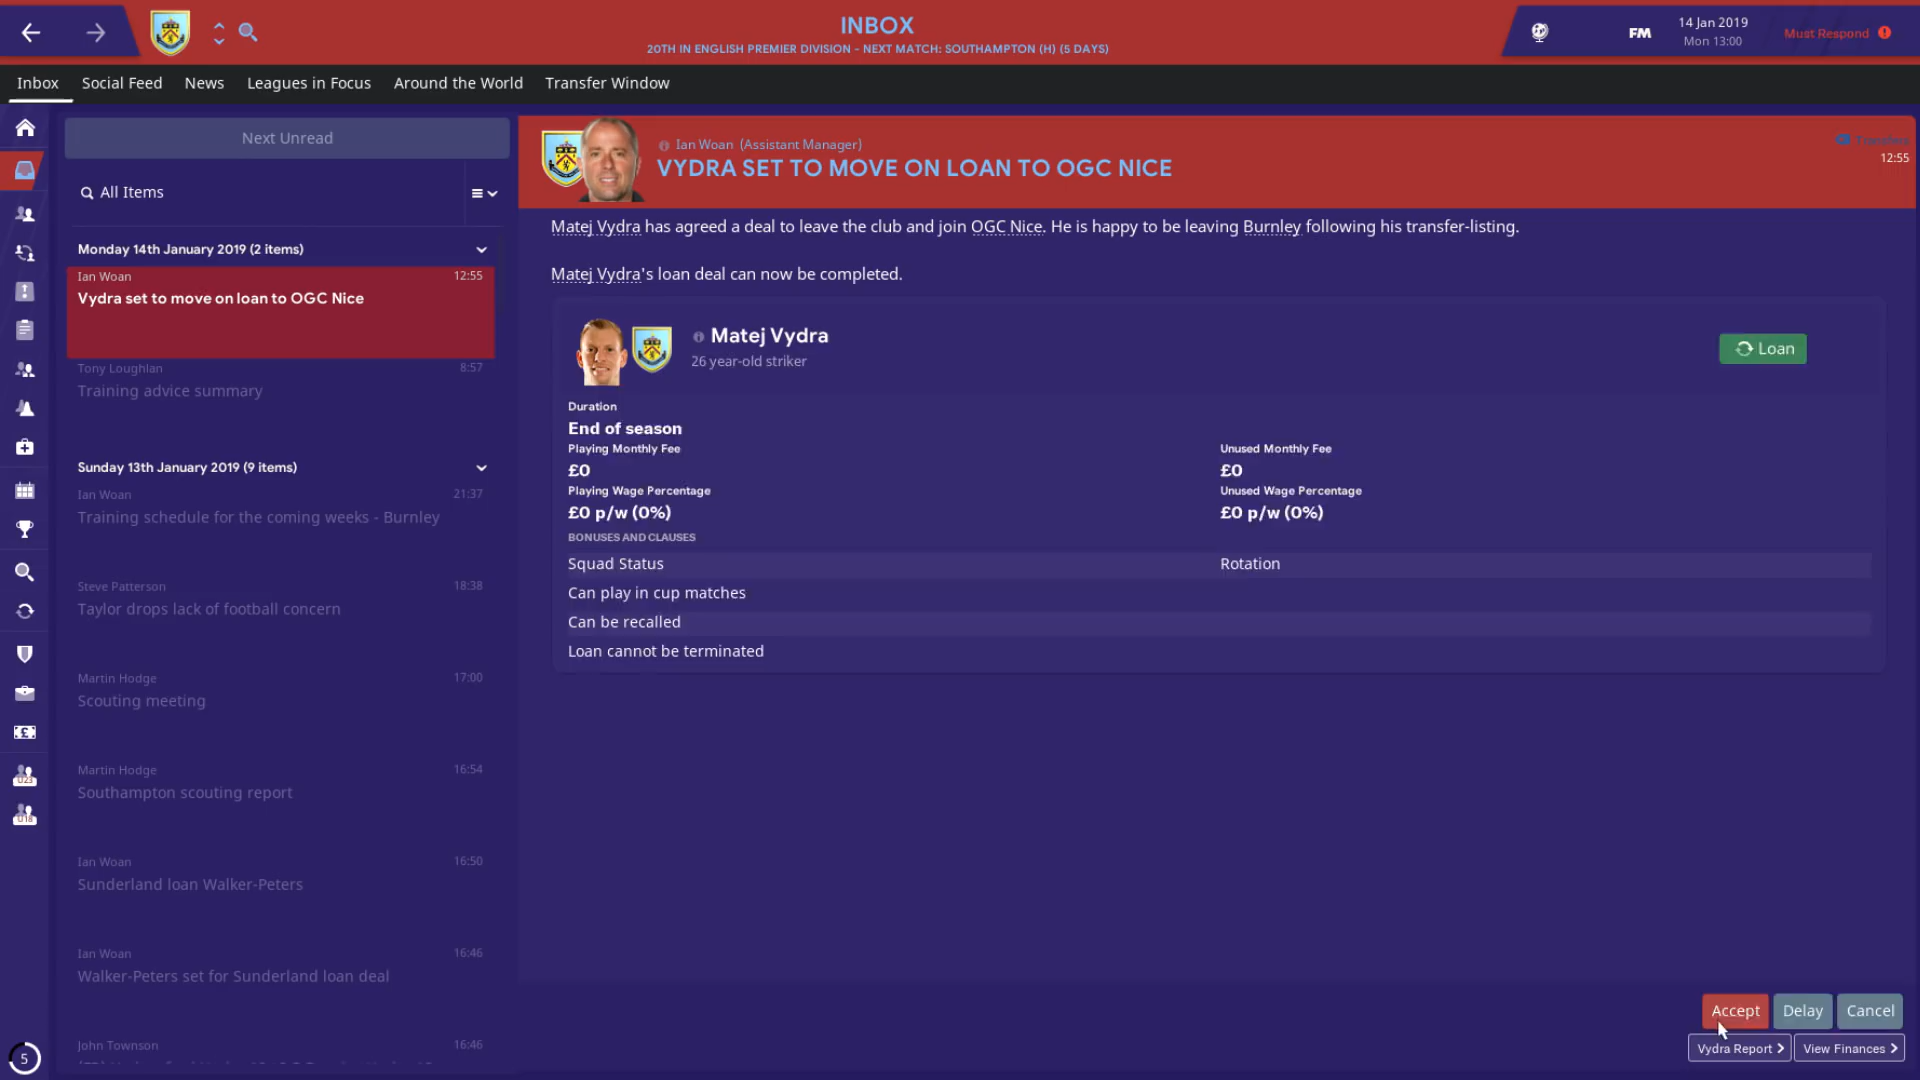 INBOX
20TH IN ENGLISH PREMIER DIVISION - NEXT MATCH: SOUTHAMPTON (H) (5 DAYS)
FM
14 Jan 2019
Mon 13:00
Must Respond
Inbox Social Feed News Leagues in Focus Around the World Transfer Window
Next Unread
All Items
Monday 14th January 2019 (2 items)
Ian Woan 12:55
Vydra set to move on loan to OGC Nice
Tony Loughlan 8:57
Training advice summary
Sunday 13th January 2019 (9 items)
Ian Woan 21:37
Training schedule for the coming weeks - Burnley
Steve Patterson 18:38
Taylor drops lack of football concern
Martin Hodge 17:00
Scouting meeting
Martin Hodge 16:54
Southampton scouting report
Ian Woan 16:50
Sunderland loan Walker-Peters
Ian Woan 16:46
Walker-Peters set for Sunderland loan deal
John Townson 16:46
U23
U18
5
Ian Woan (Assistant Manager)
Transfers
VYDRA SET TO MOVE ON LOAN TO OGC NICE
12:55
Matej Vydra has agreed a deal to leave the club and join OGC Nice. He is happy to be leaving Burnley following his transfer-listing.
Matej Vydra's loan deal can now be completed.
Matej Vydra
26 year-old striker
Loan
Duration
End of season
Playing Monthly Fee Unused Monthly Fee
£0 £0
Playing Wage Percentage Unused Wage Percentage
£0 p/w (0%) £0 p/w (0%)
BONUSES AND CLAUSES
Squad Status Rotation
Can play in cup matches
Can be recalled
Loan cannot be terminated
Accept Delay Cancel
Vydra Report View Finances